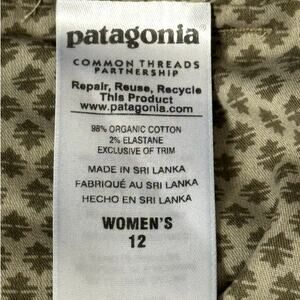 patagonia
COMMON THREADS
PARTNERSHIP
Repair, Reuse, Recycle
This Product
www.patagonia.com
98% ORGANIC COTTON
2% ELASTANE
EXCLUSIVE OF TRIM
MADE IN SRI LANKA
FABRIQUÉ AU SRI LANKA
HECHO EN SRI LANKA
WOMEN'S
12